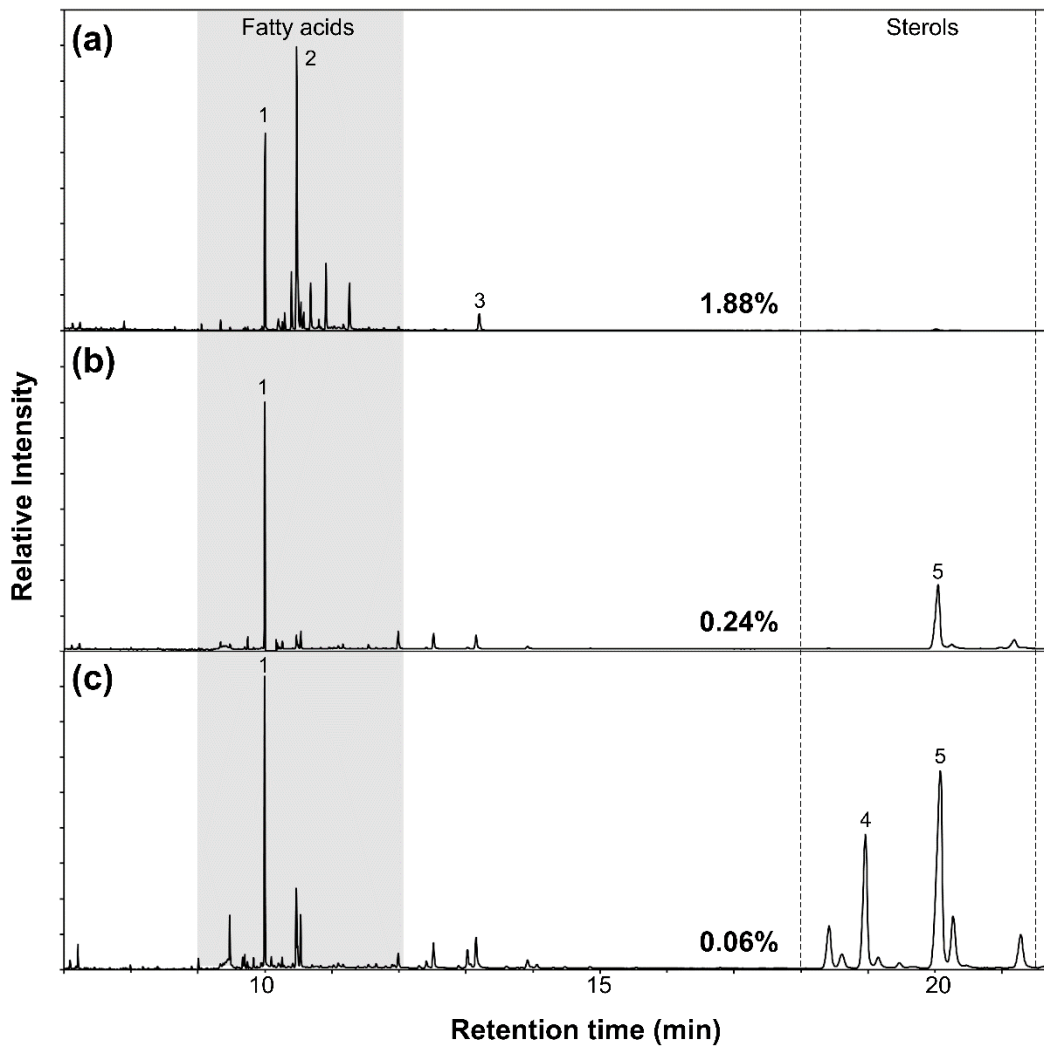 Fatty acids
Sterols
(a)
1
2
3
1.88%
(b)
1
5
0.24%
(c)
1
4
5
0.06%
10
15
20
Relative Intensity
Retention time (min)